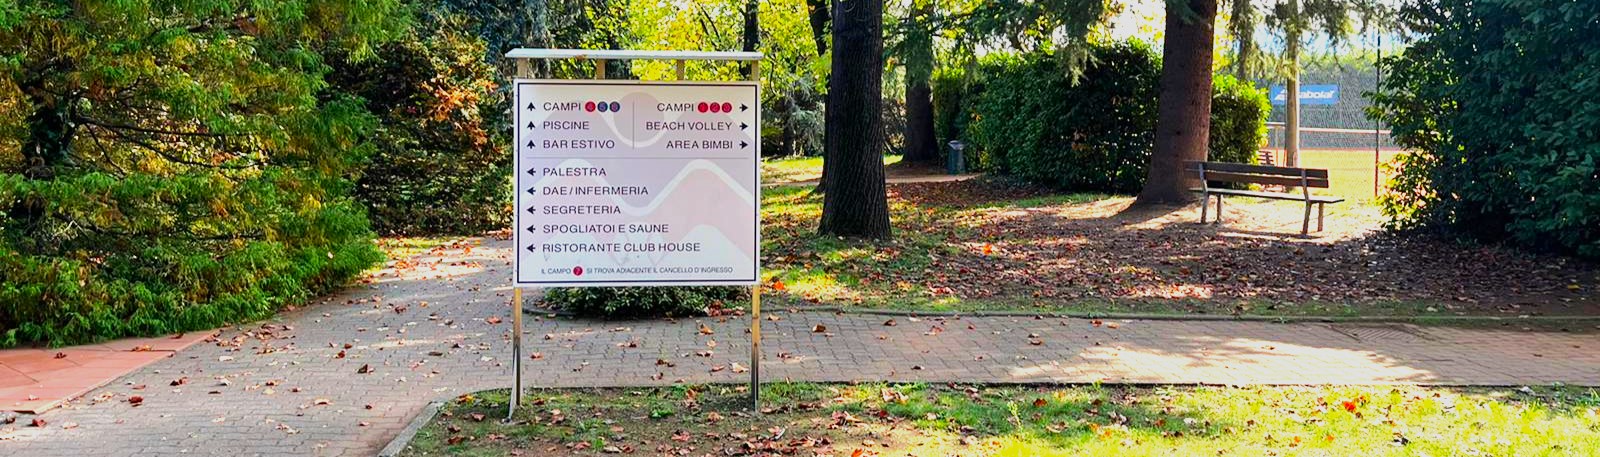 CAMPI
PISCINE
BAR ESTIVO
CAMPI
BEACH VOLLEY
AREA BIMBI
PALESTRA
DAE / INFERMERIA
SEGRETERIA
SPOGLIATOI E SAUNE
RISTORANTE CLUB HOUSE
IL CAMPO 7 SI TROVA ADIACENTE IL CANCELLO D'INGRESSO
Babolat